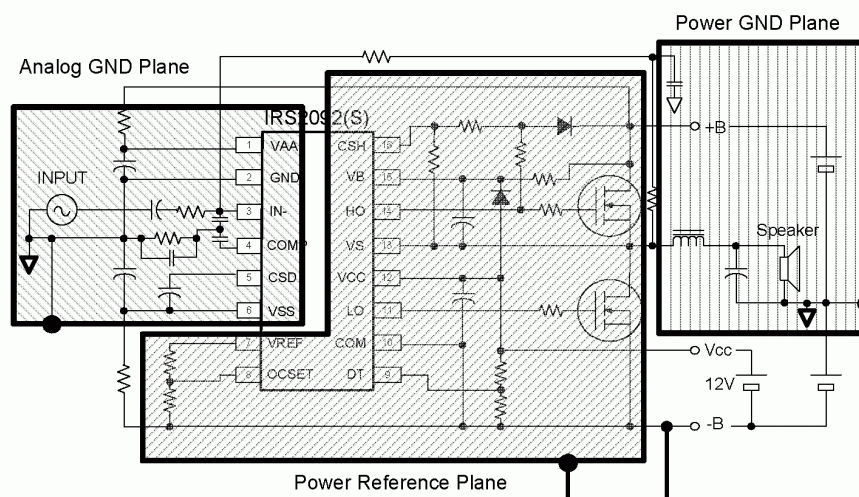 Power GND Plane
Analog GND Plane
IRS2092(S)
1 VAA CSH 16
2 GND VB 15
3 IN- HO 14
4 COMP VS 13
5 CSD VCC 12
6 VSS LO 11
7 VREF COM 10
8 OCSET DT 9
INPUT
+B
Speaker
Vcc
12V
-B
Power Reference Plane